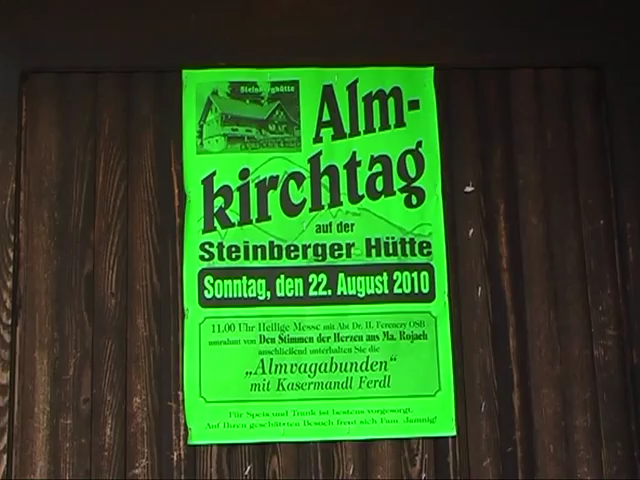 Steinberghütte
Alm-
kirchtag
auf der
Steinberger Hütte
Sonntag, den 22. August 2010
11.00 Uhr Heilige Messe mit Abt Dr. H. Ferenczy OSB
umrahmt von Den Stimmen der Herzen aus Ma. Rojach
anschließend unterhalten Sie die
„Almvagabunden“
mit Kasermandl Ferdl
Für Speis und Trank ist bestens vorgesorgt.
Auf Ihren geschätzten Besuch freut sich Fam. Jamnig!